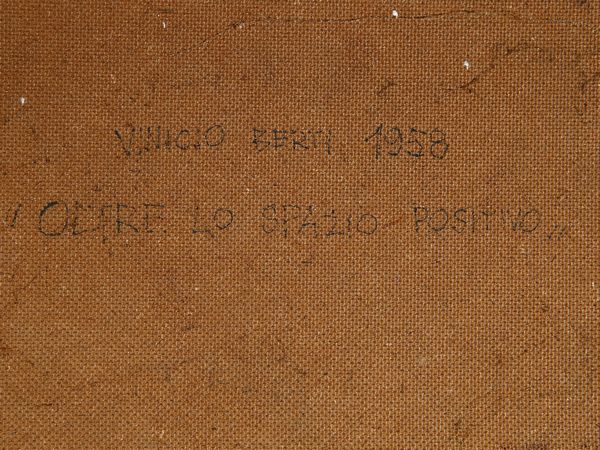 VINICIO BERTI 1958
"OLTRE LO SPAZIO POSITIVO"